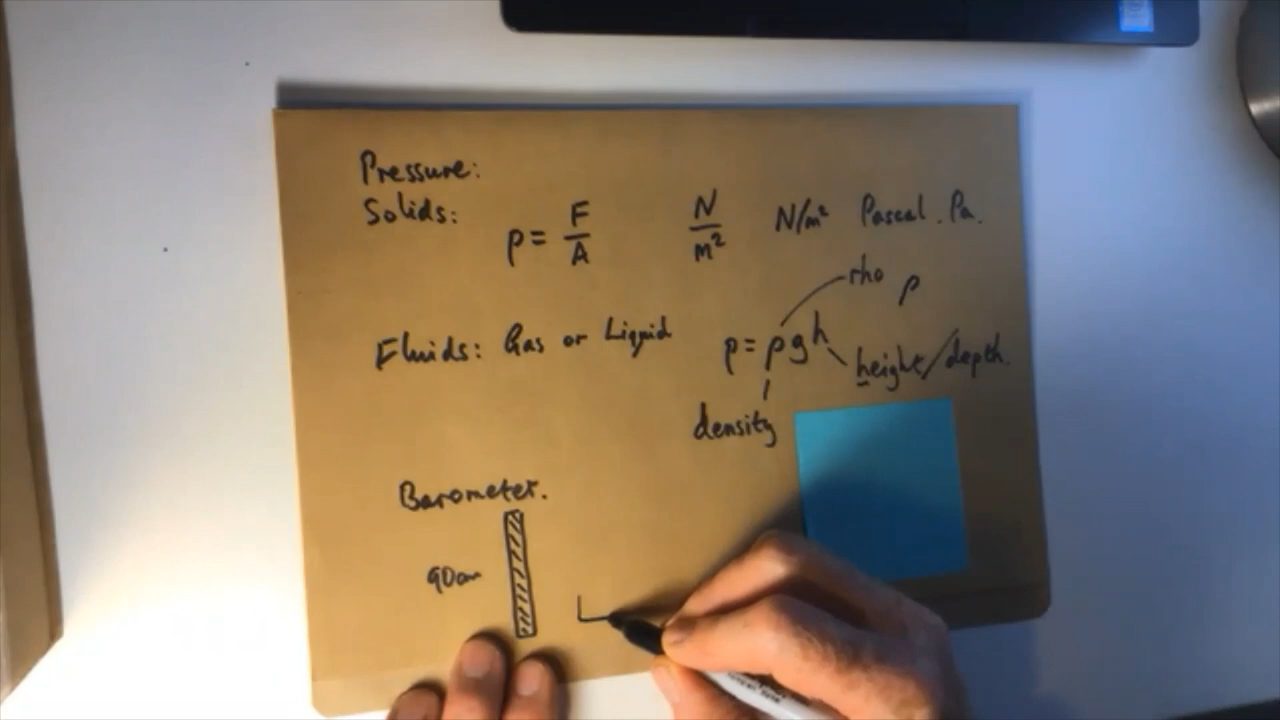 Pressure:
Solids: p = F/A N/m² N/m² Pascal. Pa.
rho ρ
Fluids: Gas or Liquid p = ρgh
height/depth.
density
Barometer.
90cm